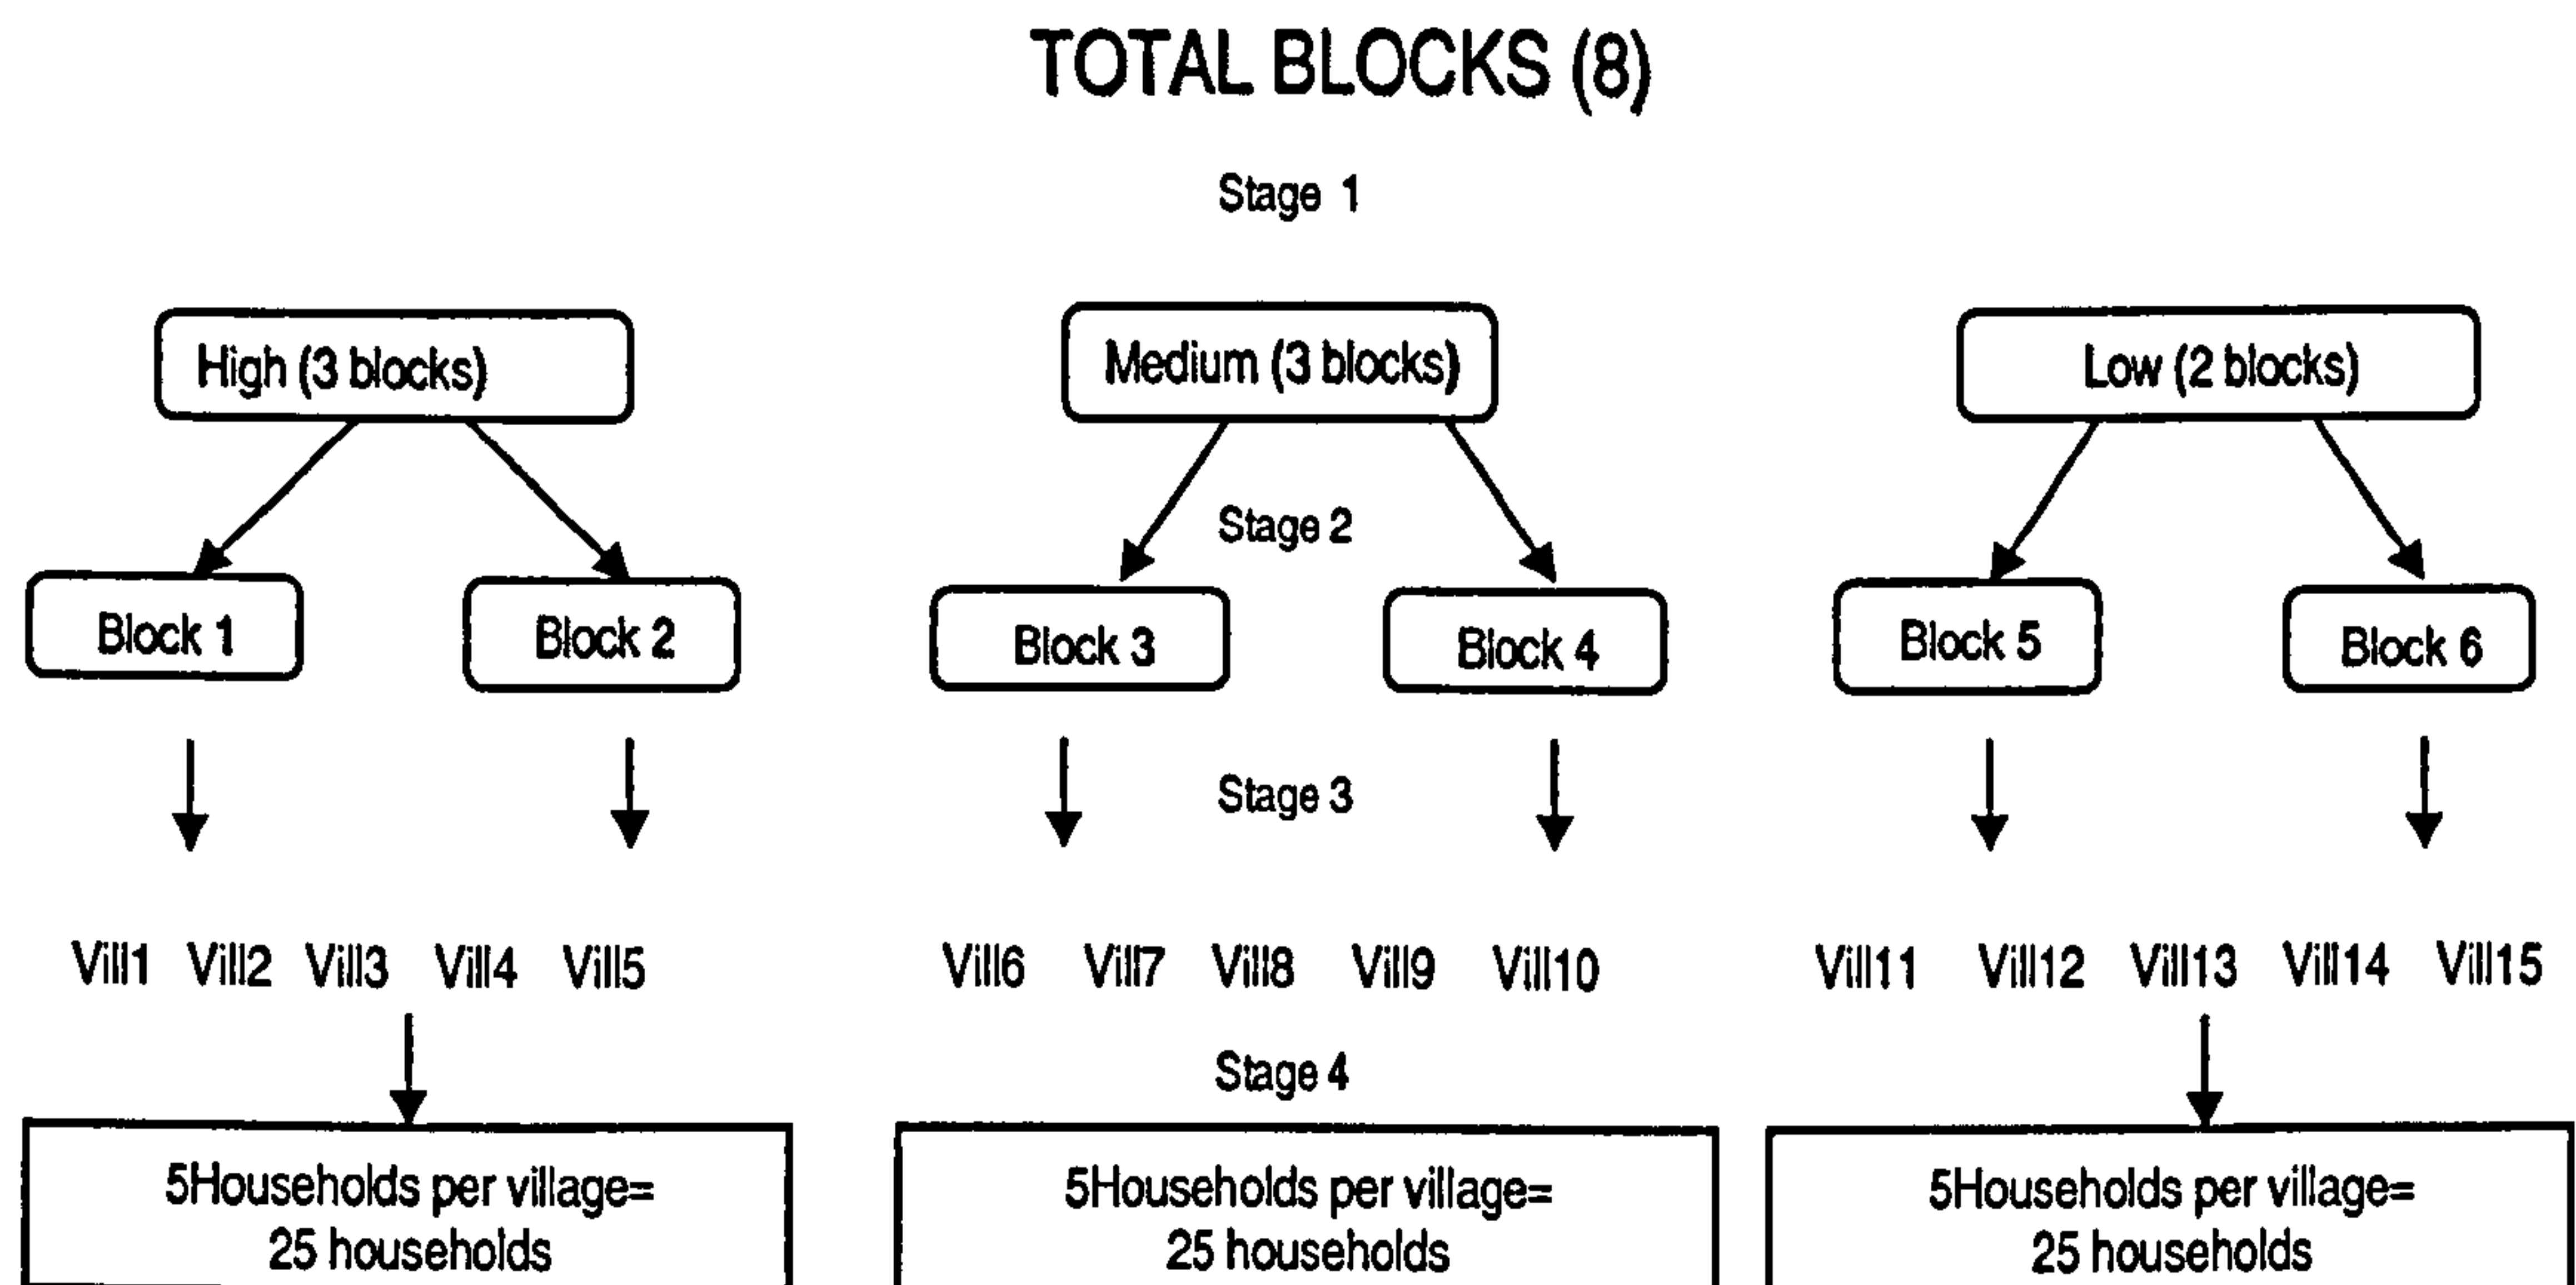 TOTAL BLOCKS (8)
Stage 1
High (3 blocks)
Medium (3 blocks)
Low (2 blocks)
Stage 2
Block 1
Block 2
Block 3
Block 4
Block 5
Block 6
Stage 3
Vill1 Vill2 Vill3 Vill4 Vill5
Vill6 Vill7 Vill8 Vill9 Vill10
Vill11 Vill12 Vill13 Vill14 Vill15
Stage 4
5Households per village=
25 households
5Households per village=
25 households
5Households per village=
25 households